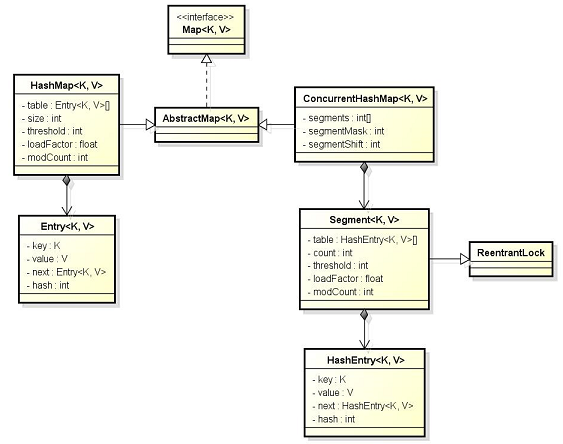 <<interface>>
Map<K, V>
HashMap<K, V>
- table : Entry<K, V>[]
- size : int
- threshold : int
- loadFactor : float
- modCount : int
AbstractMap<K, V>
ConcurrentHashMap<K, V>
- segments : int[]
- segmentMask : int
- segmentShift : int
Entry<K, V>
- key : K
- value : V
- next : Entry<K, V>
- hash : int
Segment<K, V>
- table : HashEntry<K, V>[]
- count : int
- threshold : int
- loadFactor : float
- modCount : int
ReentrantLock
HashEntry<K, V>
- key : K
- value : V
- next : HashEntry<K, V>
- hash : int